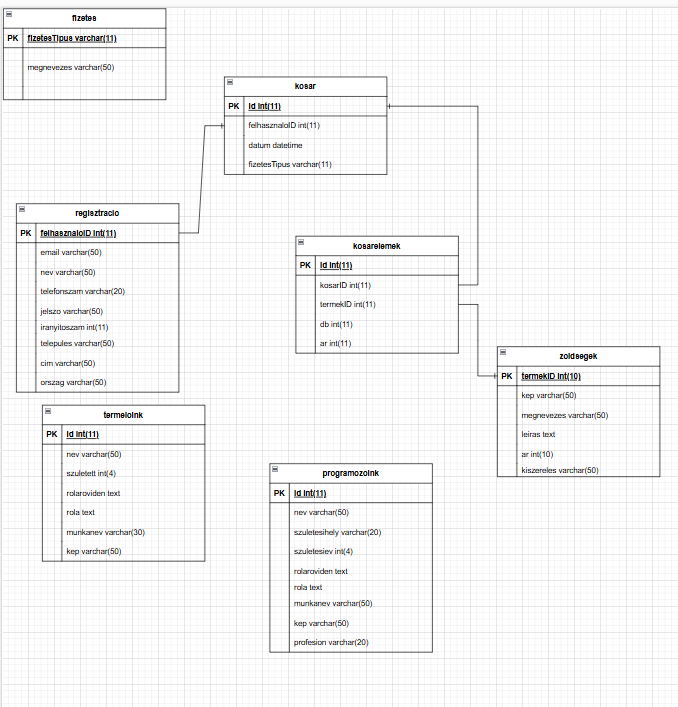 fizetes
PK fizetesTipus varchar(11)
megnevezes varchar(50)
kosar
PK id int(11)
felhasznaloID int(11)
datum datetime
fizetesTipus varchar(11)
regisztracio
PK felhasznaloID int(11)
email varchar(50)
nev varchar(50)
telefonszam varchar(20)
jelszo varchar(50)
iranyitoszam int(11)
telepules varchar(50)
cim varchar(50)
orszag varchar(50)
kosarelemek
PK id int(11)
kosarID int(11)
termekID int(11)
db int(11)
ar int(11)
zoldsegek
PK termekID int(10)
kep varchar(50)
megnevezes varchar(50)
leiras text
ar int(10)
kiszereles varchar(50)
termeloink
PK id int(11)
nev varchar(50)
szuletett int(4)
rolaroviden text
rola text
munkanev varchar(30)
kep varchar(50)
programozoink
PK id int(11)
nev varchar(50)
szuletesihely varchar(20)
szuletesiev int(4)
rolaroviden text
rola text
munkanev varchar(50)
kep varchar(50)
profesion varchar(20)